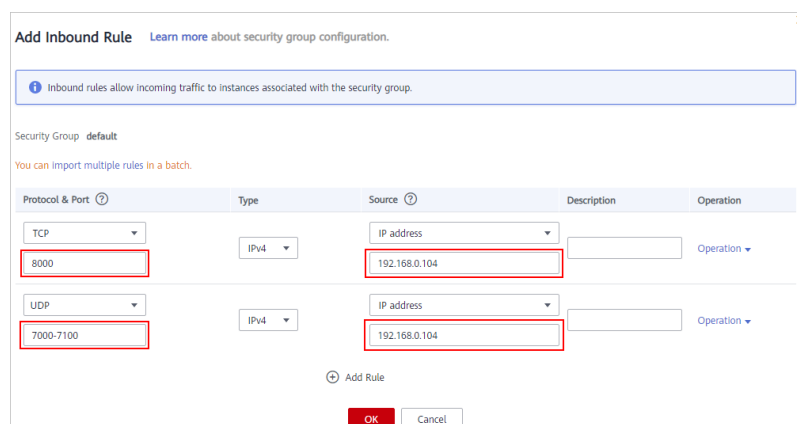 Add Inbound Rule Learn more about security group configuration.
Inbound rules allow incoming traffic to instances associated with the security group.
Security Group default
You can import multiple rules in a batch.
Protocol & Port Type Source Description Operation
TCP IPv4 IP address Operation
8000 192.168.0.104
UDP IPv4 IP address Operation
7000-7100 192.168.0.104
Add Rule
OK Cancel